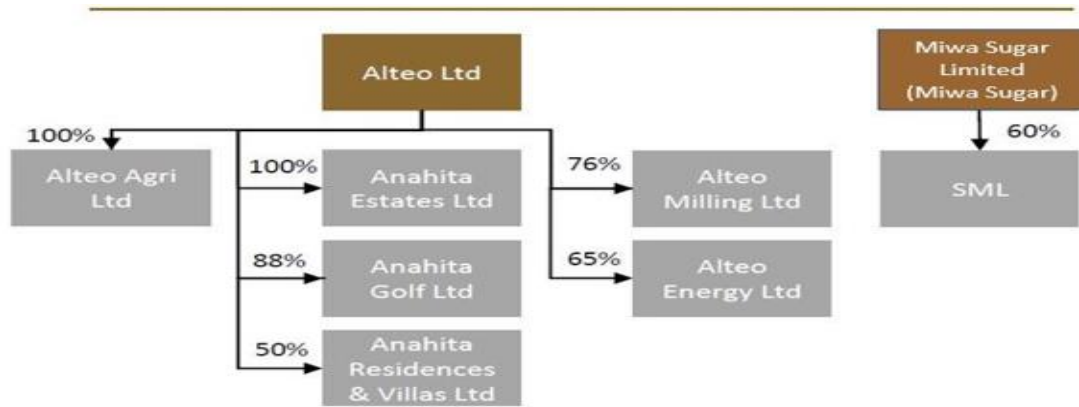 Alteo Ltd
Miwa Sugar
Limited
(Miwa Sugar)
100%
60%
Alteo Agri
Ltd
100%
Anahita
Estates Ltd
76%
Alteo
Milling Ltd
SML
88%
Anahita
Golf Ltd
65%
Alteo
Energy Ltd
50%
Anahita
Residences
& Villas Ltd